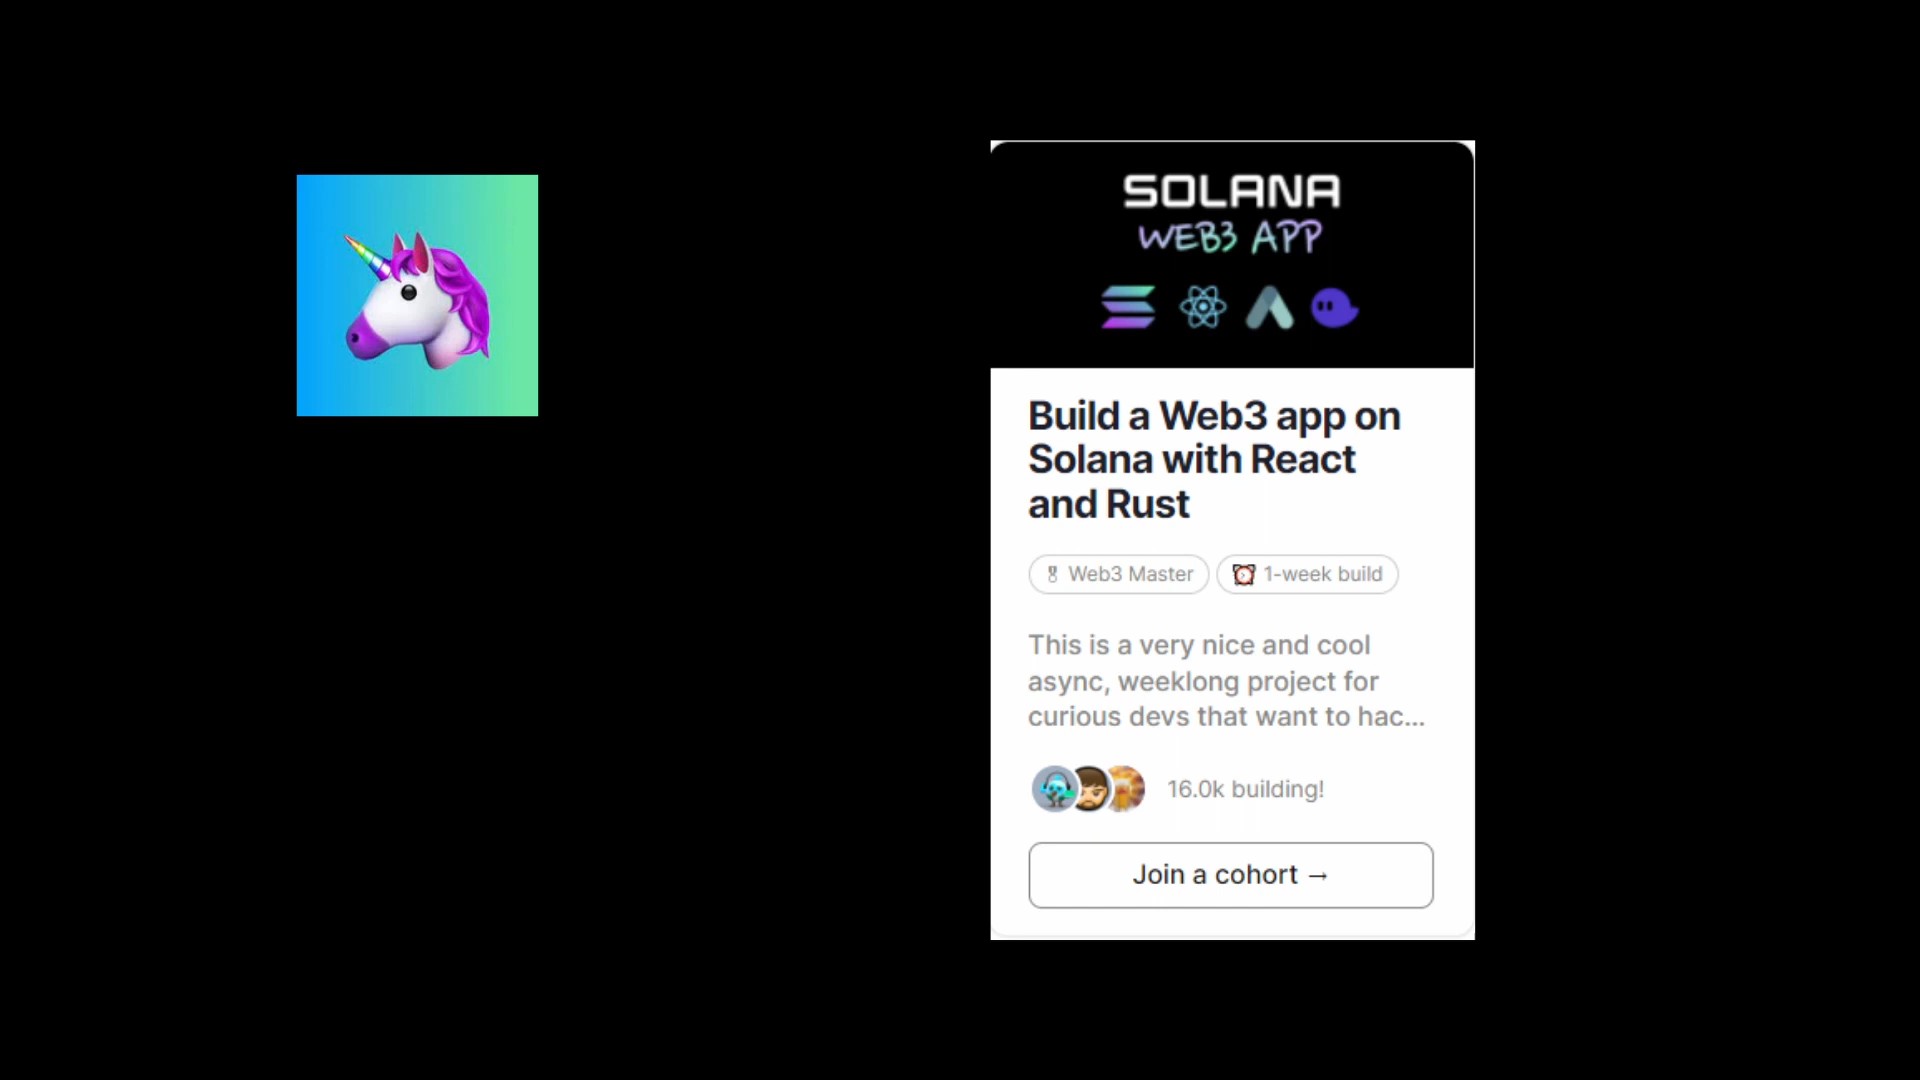 SOLANA
WEB3 APP
Build a Web3 app on
Solana with React
and Rust
Web3 Master
1-week build
This is a very nice and cool
async, weeklong project for
curious devs that want to hac...
16.0k building!
Join a cohort →